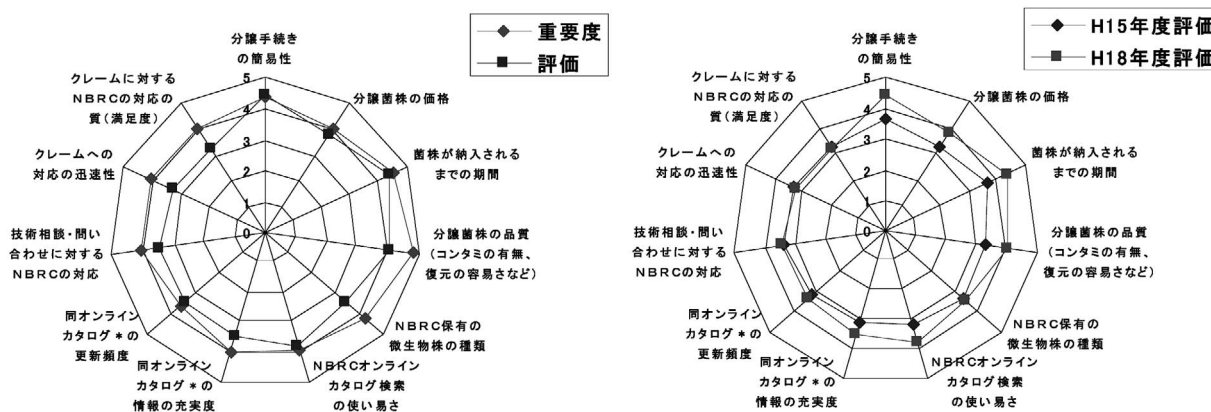 重要度
評価
分譲手続き
の簡易性
分譲菌株の価格
菌株が納入される
までの期間
分譲菌株の品質
(コンタミの有無、
復元の容易さなど)
NBRC保有の
微生物株の種類
NBRCオンライン
カタログ検索
の使い易さ
同オンライン
カタログ*の
情報の充実度
同オンライン
カタログ*の
更新頻度
技術相談・問い
合わせに対する
NBRCの対応
クレームへの
対応の迅速性
クレームに対する
NBRCの対応の
質(満足度)
5
4
3
2
1
0
H15年度評価
H18年度評価
分譲手続き
の簡易性
分譲菌株の価格
菌株が納入される
までの期間
分譲菌株の品質
(コンタミの有無、
復元の容易さなど)
NBRC保有の
微生物株の種類
NBRCオンライン
カタログ検索
の使い易さ
同オンライン
カタログ*の
情報の充実度
同オンライン
カタログ*の
更新頻度
技術相談・問い
合わせに対する
NBRCの対応
クレームへの
対応の迅速性
クレームに対する
NBRCの対応の
質(満足度)
5
4
3
2
1
0